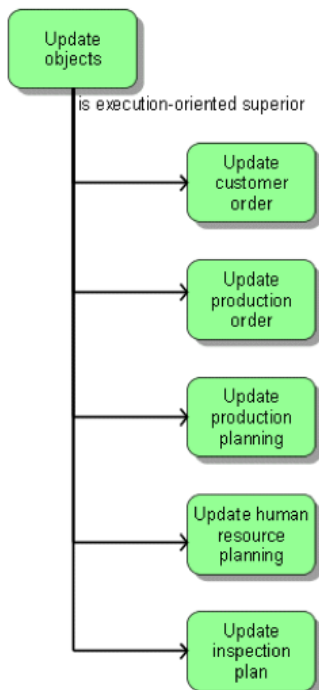 Update
objects
is execution-oriented superior
Update
customer
order
Update
production
order
Update
production
planning
Update human
resource
planning
Update
inspection
plan